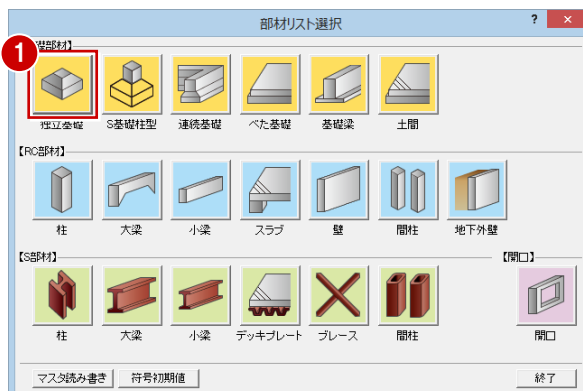 部材リスト選択
? ×
1
礎部材】
独立基礎 S基礎柱型 連続基礎 べた基礎 基礎梁 土間
【RC部材】
柱 大梁 小梁 スラブ 壁 間柱 地下外壁
【S部材】 【開口】
柱 大梁 小梁 デッキプレート ブレース 間柱 開口
マスタ読み書き 符号初期値 終了